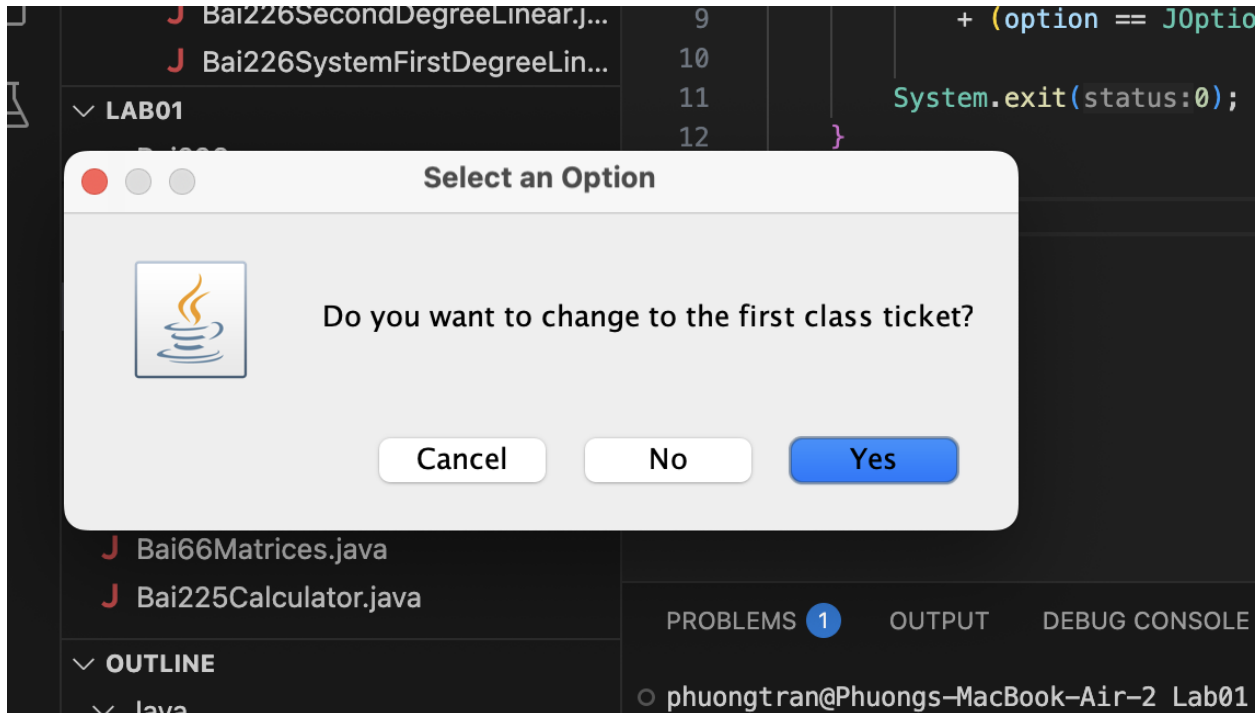 Bai226SecondDegreeLinear.j...
Bai226SystemFirstDegreeLin...
LAB01
9
+ (option == JOptio
10
11
System.exit(status:0);
12
}
Select an Option
Do you want to change to the first class ticket?
Cancel
No
Yes
J Bai66Matrices.java
J Bai225Calculator.java
OUTLINE
Java
PROBLEMS 1 OUTPUT DEBUG CONSOLE
phuongtran@Phuongs-MacBook-Air-2 Lab01